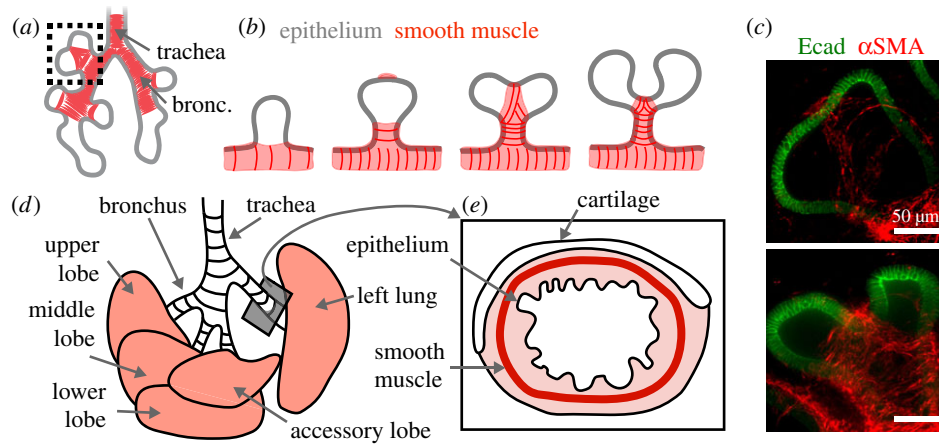 (a)
trachea
bronc.
(b)
epithelium smooth muscle
(c)
Ecad αSMA
50 µm
(d)
bronchus
trachea
upper
lobe
middle
lobe
lower
lobe
left lung
accessory lobe
(e)
cartilage
epithelium
smooth
muscle